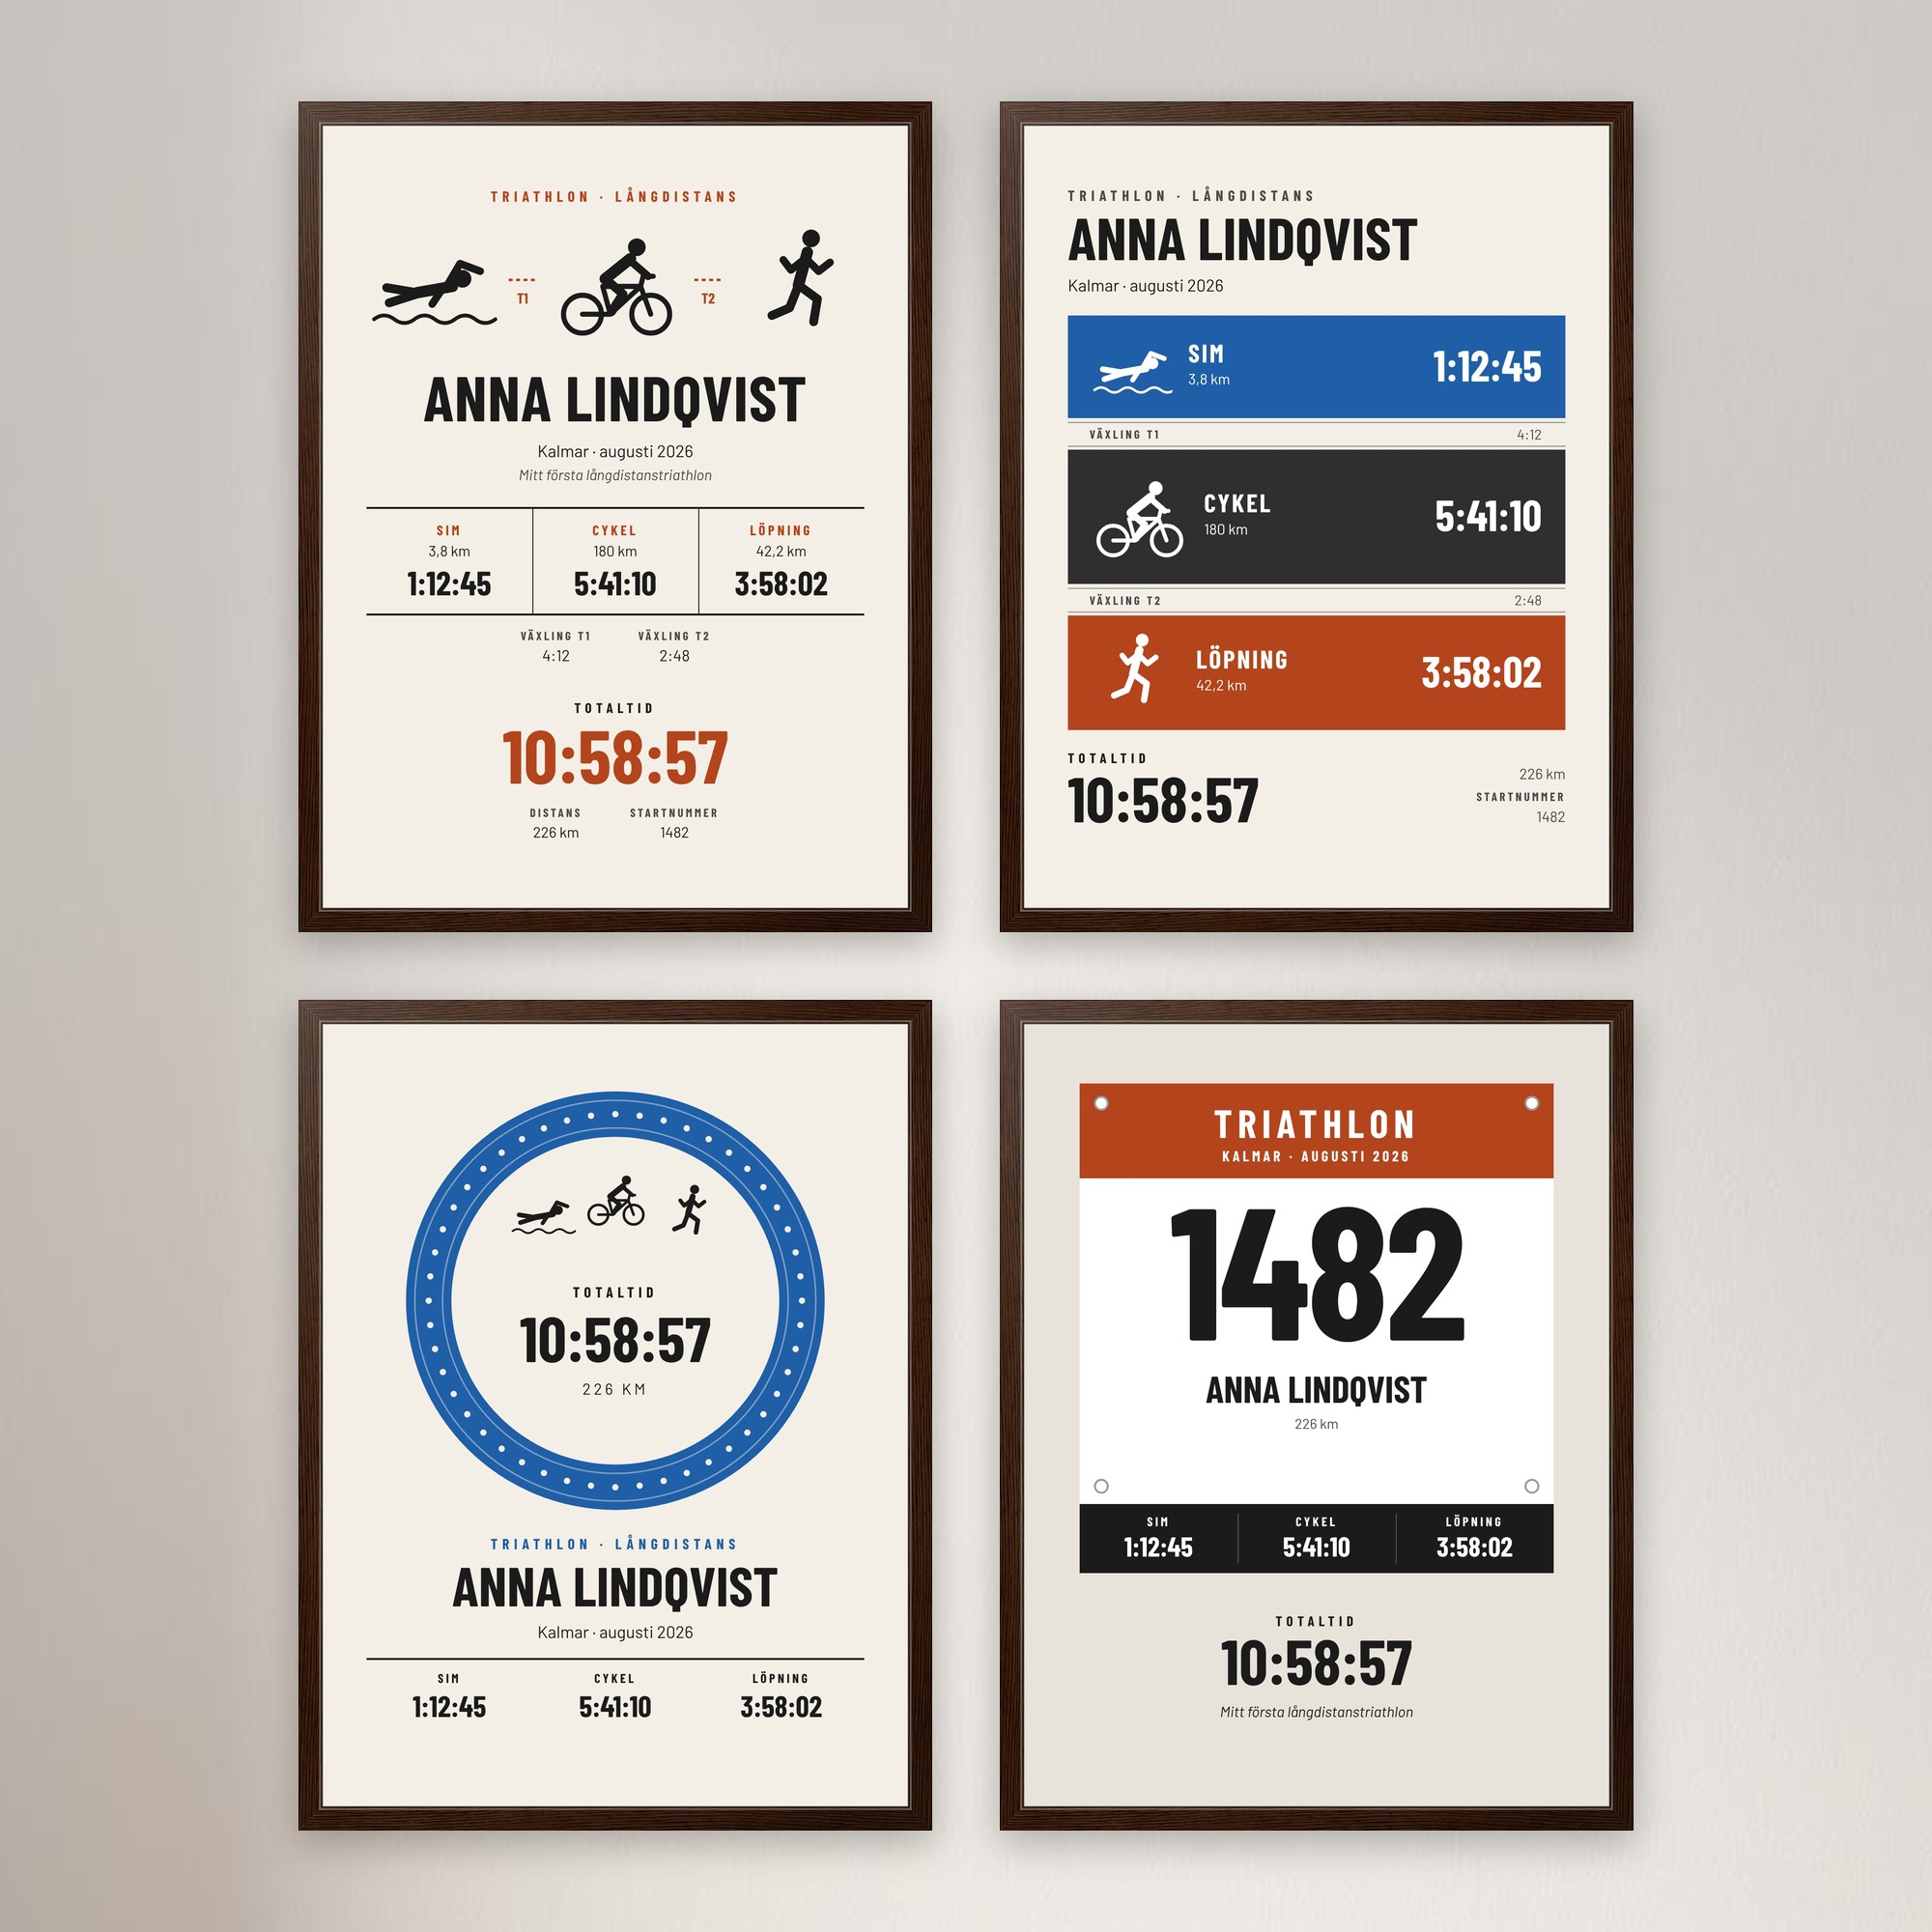 TRIATHLON · LÅNGDISTANS
T1
T2
ANNA LINDQVIST
Kalmar · augusti 2026
Mitt första långdistanstriathlon
SIM CYKEL LÖPNING
3,8 km 180 km 42,2 km
1:12:45 5:41:10 3:58:02
VÄXLING T1 VÄXLING T2
4:12 2:48
TOTALTID
10:58:57
DISTANS STARTNUMMER
226 km 1482
TRIATHLON · LÅNGDISTANS
ANNA LINDQVIST
Kalmar · augusti 2026
SIM
3,8 km
1:12:45
VÄXLING T1 4:12
CYKEL
180 km
5:41:10
VÄXLING T2 2:48
LÖPNING
42,2 km
3:58:02
TOTALTID
10:58:57
226 km
STARTNUMMER
1482
TOTALTID
10:58:57
226 KM
TRIATHLON · LÅNGDISTANS
ANNA LINDQVIST
Kalmar · augusti 2026
SIM CYKEL LÖPNING
1:12:45 5:41:10 3:58:02
TRIATHLON
KALMAR · AUGUSTI 2026
1482
ANNA LINDQVIST
226 km
SIM CYKEL LÖPNING
1:12:45 5:41:10 3:58:02
TOTALTID
10:58:57
Mitt första långdistanstriathlon